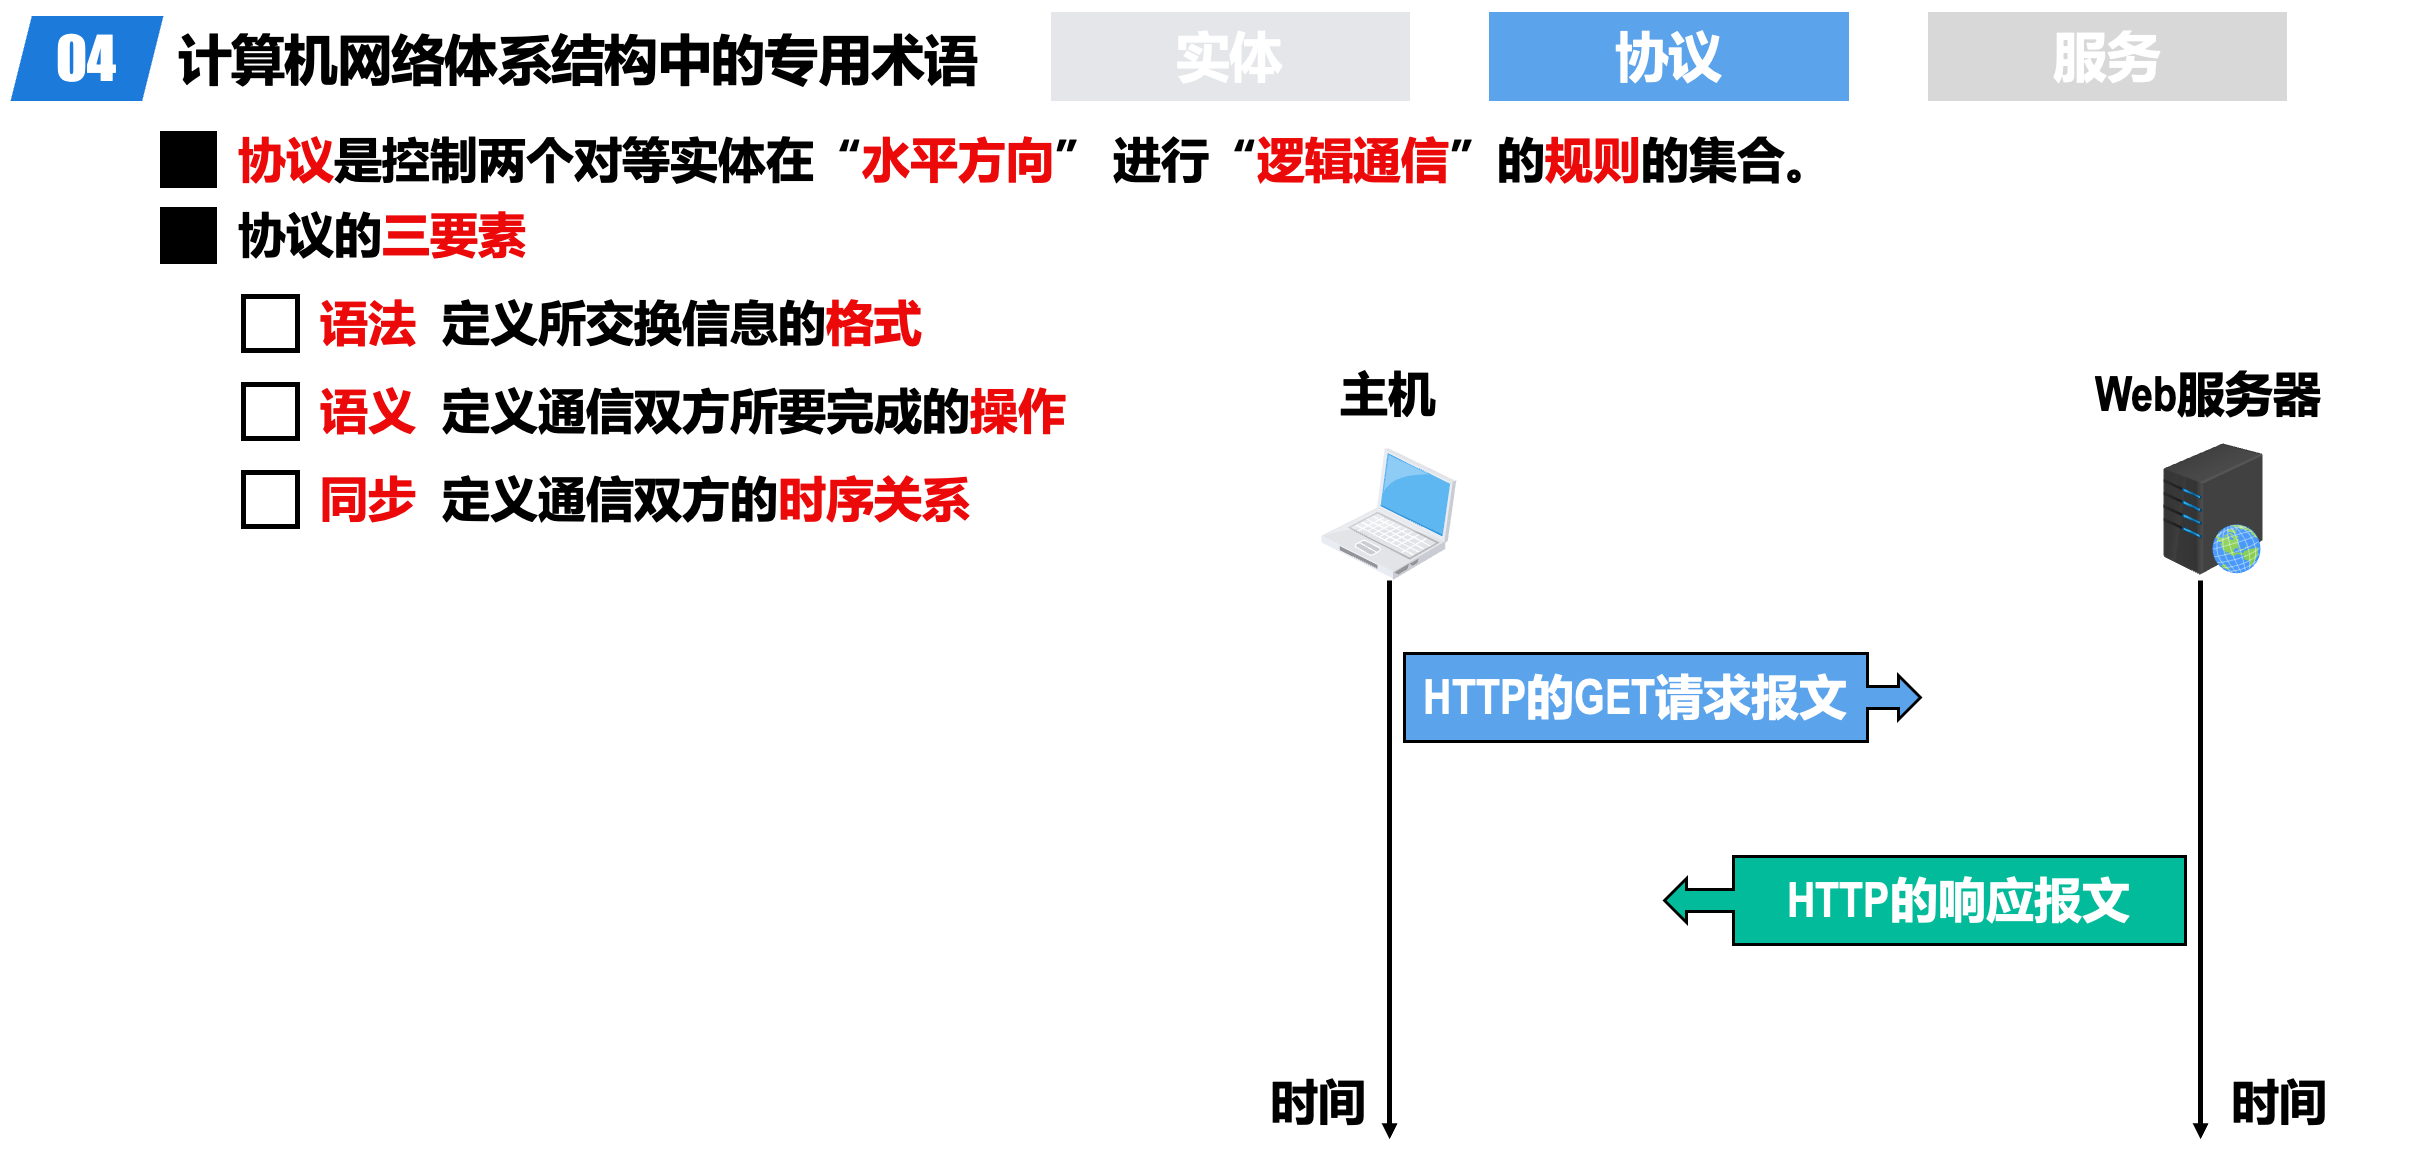 04 计算机网络体系结构中的专用术语 实体 协议 服务
协议是控制两个对等实体在“水平方向” 进行“逻辑通信”的规则的集合。
协议的三要素
语法 定义所交换信息的格式
语义 定义通信双方所要完成的操作
同步 定义通信双方的时序关系
主机 Web服务器
HTTP的GET请求报文
HTTP的响应报文
时间 时间